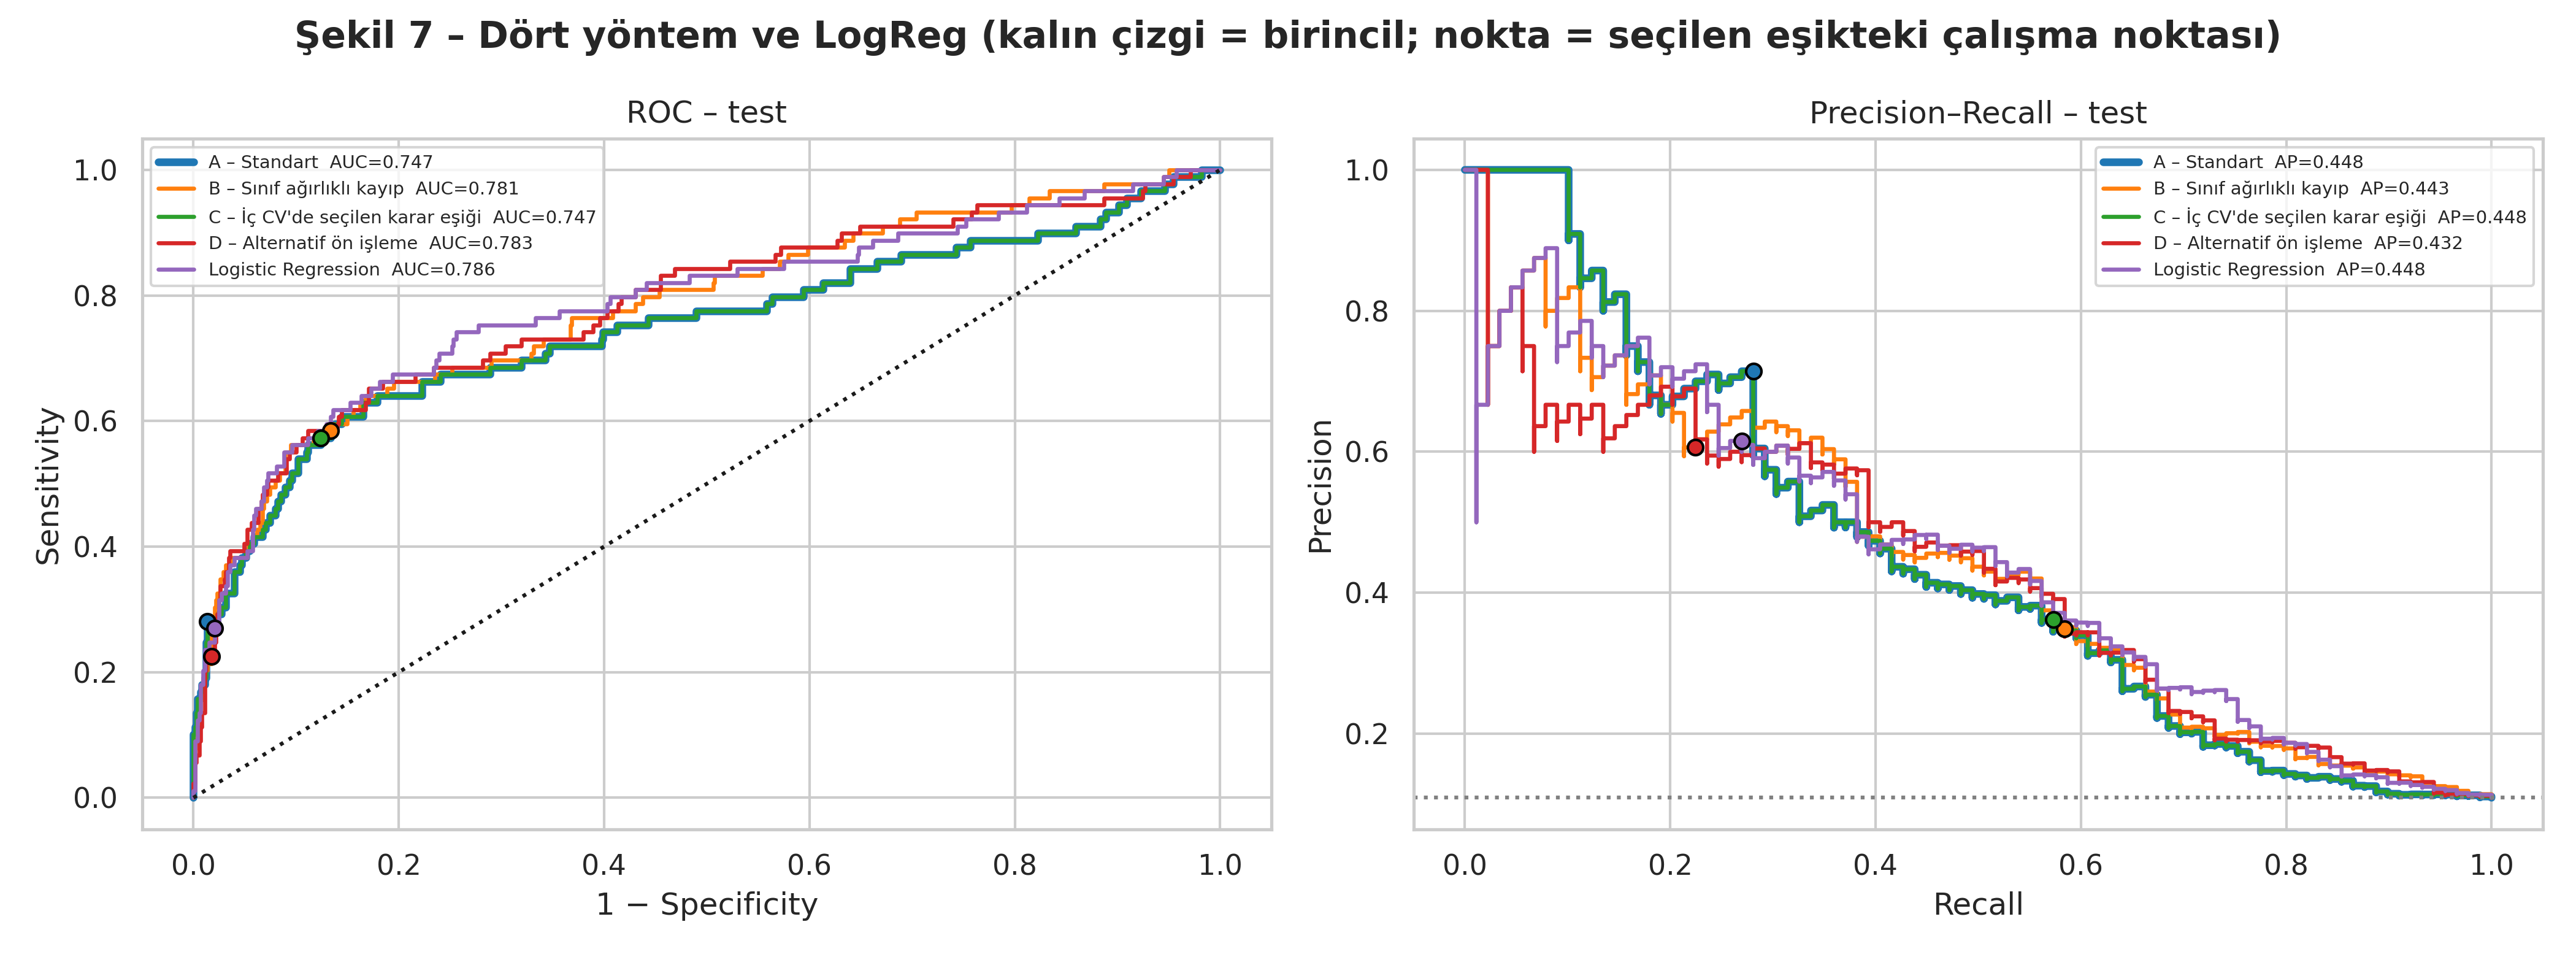 Şekil 7 – Dört yöntem ve LogReg (kalın çizgi = birincil; nokta = seçilen eşikteki çalışma noktası)
ROC – test
A – Standart  AUC=0.747
B – Sınıf ağırlıklı kayıp  AUC=0.781
C – İç CV'de seçilen karar eşiği  AUC=0.747
D – Alternatif ön işleme  AUC=0.783
Logistic Regression  AUC=0.786
Sensitivity
1.0
0.8
0.6
0.4
0.2
0.0
0.0 0.2 0.4 0.6 0.8 1.0
1 − Specificity
Precision–Recall – test
A – Standart  AP=0.448
B – Sınıf ağırlıklı kayıp  AP=0.443
C – İç CV'de seçilen karar eşiği  AP=0.448
D – Alternatif ön işleme  AP=0.432
Logistic Regression  AP=0.448
Precision
1.0
0.8
0.6
0.4
0.2
0.0 0.2 0.4 0.6 0.8 1.0
Recall